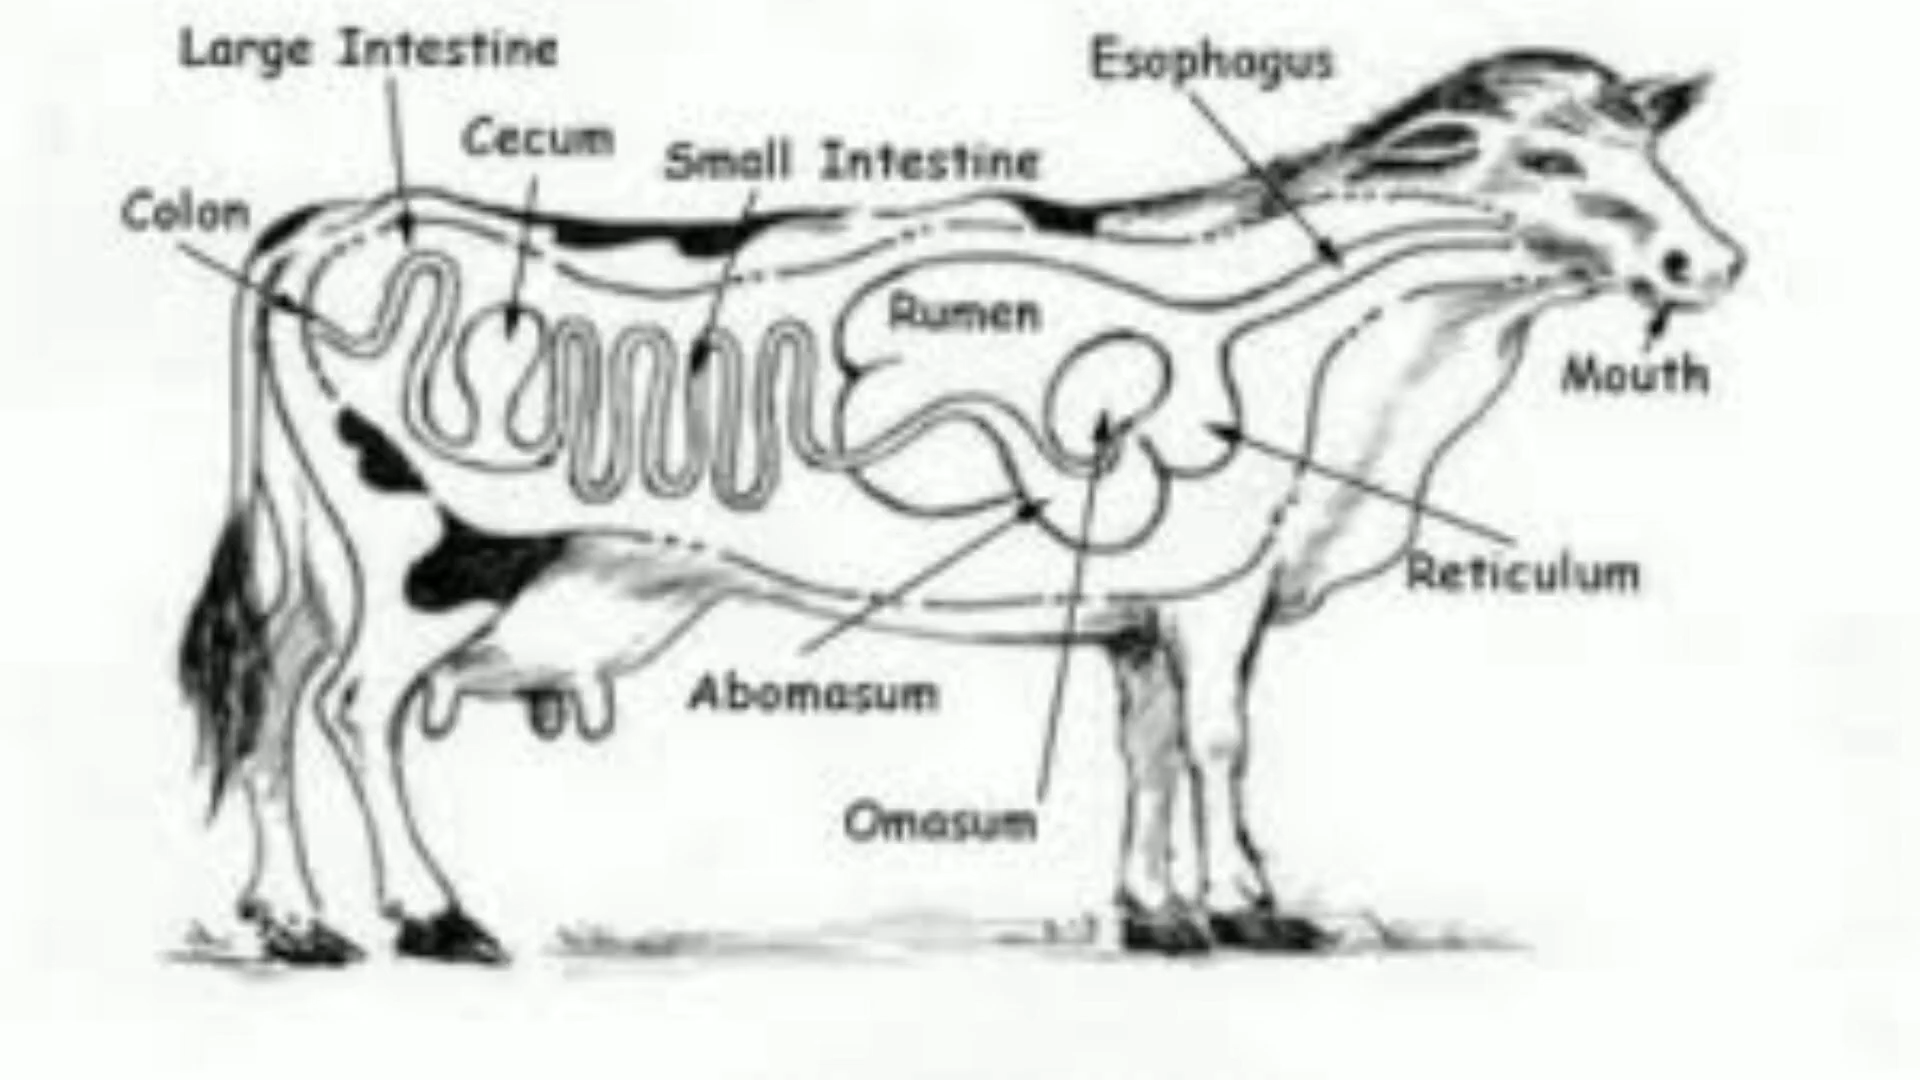 Large Intestine
Esophagus
Cecum
Small Intestine
Colon
Rumen
Mouth
Reticulum
Abomasum
Omasum